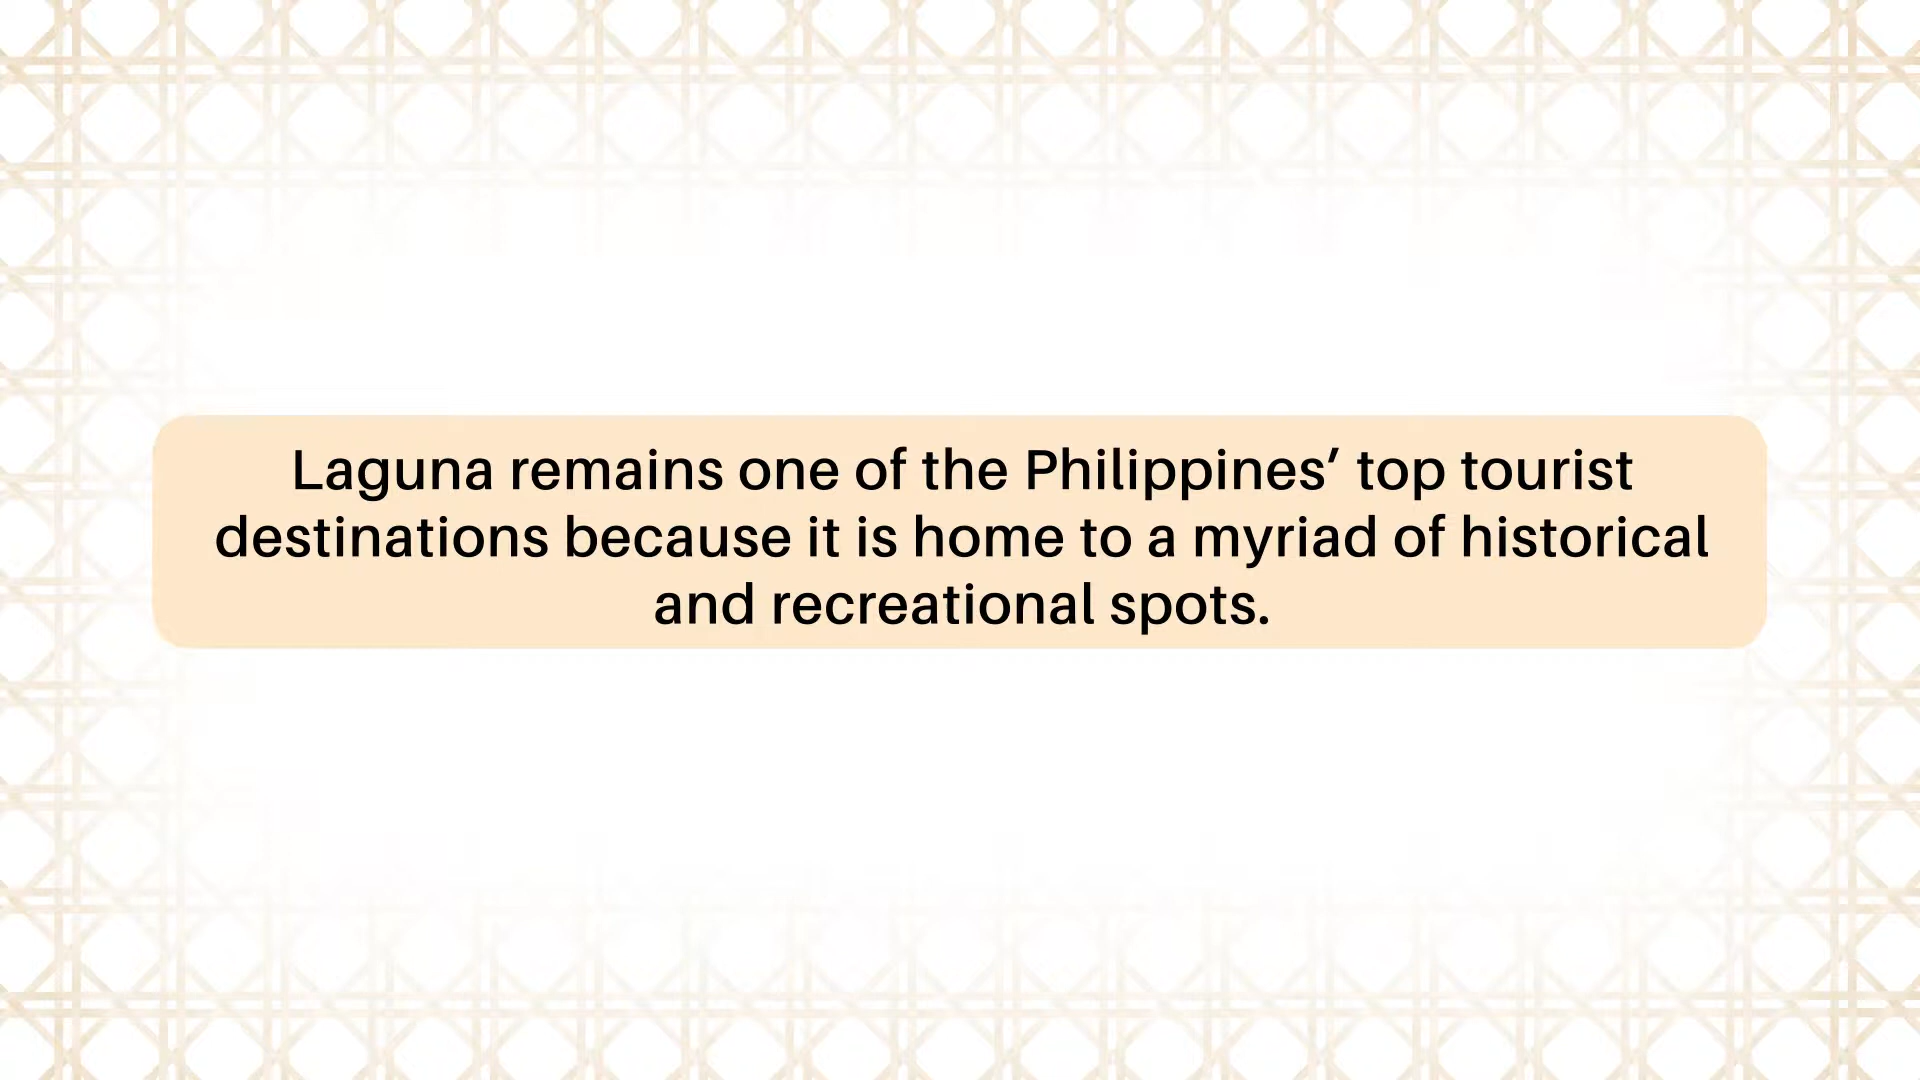 Laguna remains one of the Philippines’ top tourist
destinations because it is home to a myriad of historical
and recreational spots.